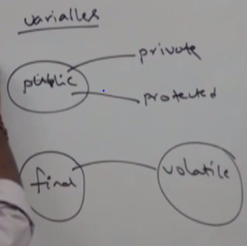 variables
private
public
protected
final
volatile